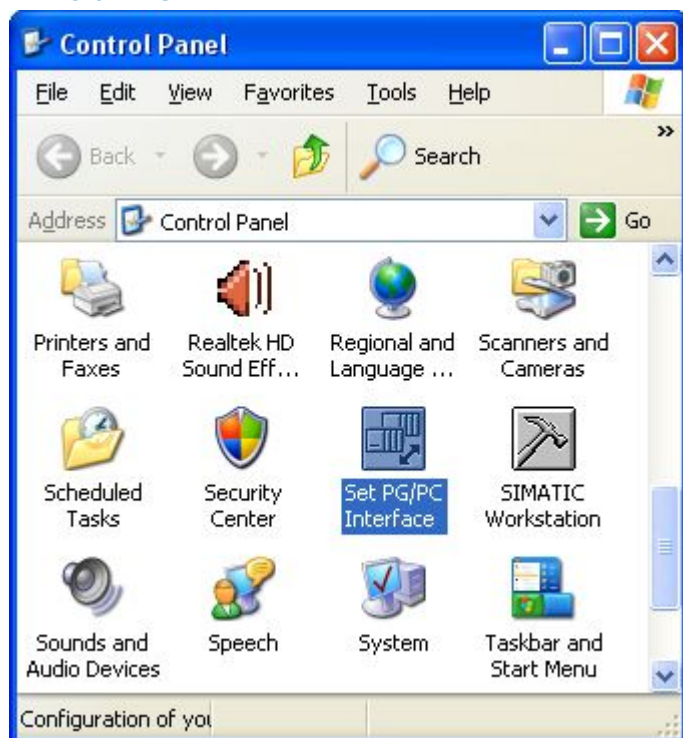 Control Panel
File Edit View Favorites Tools Help
Back Search »
Address Control Panel Go
Printers and Faxes
Realtek HD Sound Eff...
Regional and Language ...
Scanners and Cameras
Scheduled Tasks
Security Center
Set PG/PC Interface
SIMATIC Workstation
Sounds and Audio Devices
Speech
System
Taskbar and Start Menu
Configuration of you